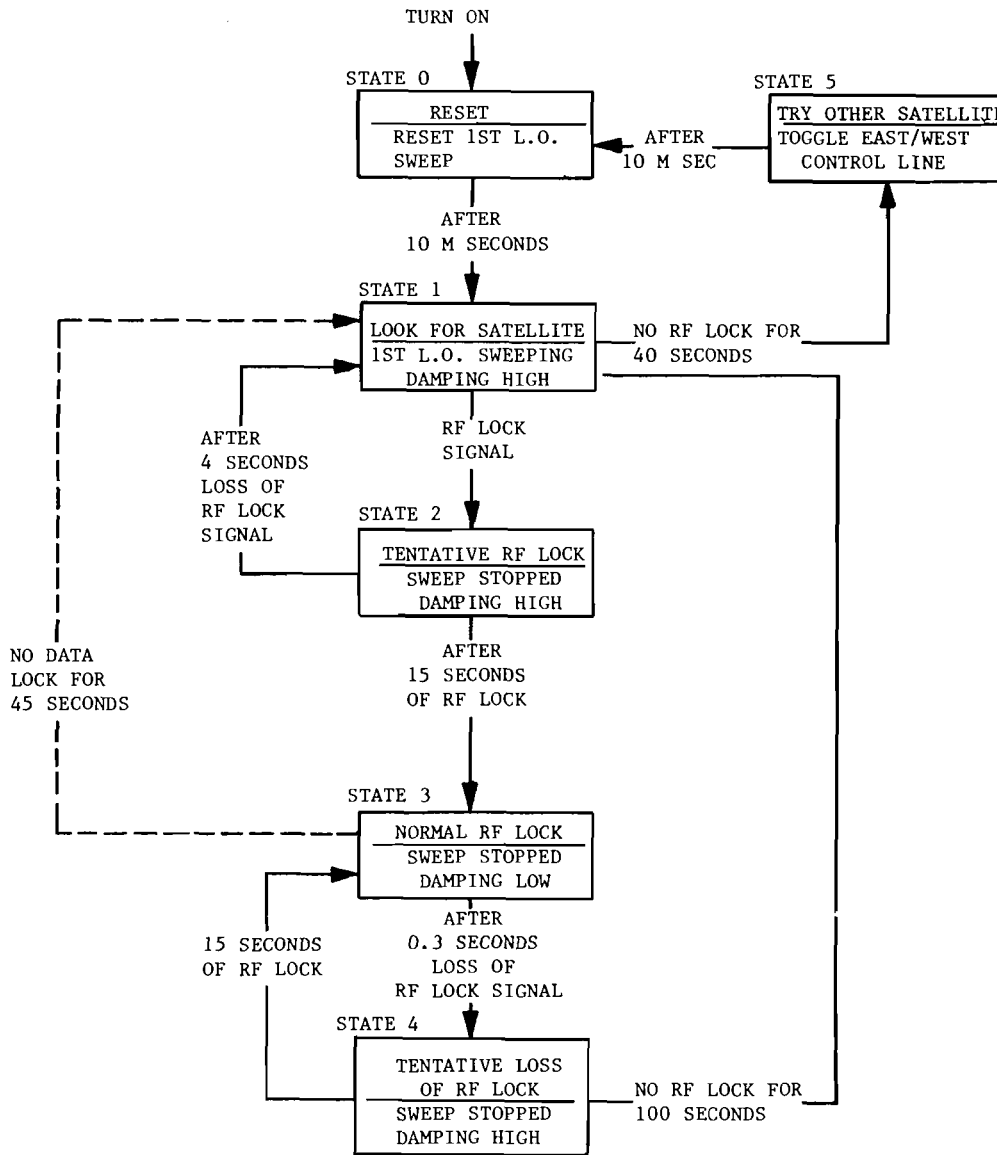 TURN ON
STATE 0
RESET
RESET 1ST L.O.
SWEEP
STATE 5
TRY OTHER SATELLITE
TOGGLE EAST/WEST
CONTROL LINE
AFTER
10 M SEC
AFTER
10 M SECONDS
STATE 1
LOOK FOR SATELLITE
1ST L.O. SWEEPING
DAMPING HIGH
NO RF LOCK FOR
40 SECONDS
RF LOCK
SIGNAL
AFTER
4 SECONDS
LOSS OF
RF LOCK
SIGNAL
STATE 2
TENTATIVE RF LOCK
SWEEP STOPPED
DAMPING HIGH
AFTER
15 SECONDS
OF RF LOCK
NO DATA
LOCK FOR
45 SECONDS
STATE 3
NORMAL RF LOCK
SWEEP STOPPED
DAMPING LOW
AFTER
0.3 SECONDS
LOSS OF
RF LOCK SIGNAL
15 SECONDS
OF RF LOCK
STATE 4
TENTATIVE LOSS
OF RF LOCK
SWEEP STOPPED
DAMPING HIGH
NO RF LOCK FOR
100 SECONDS